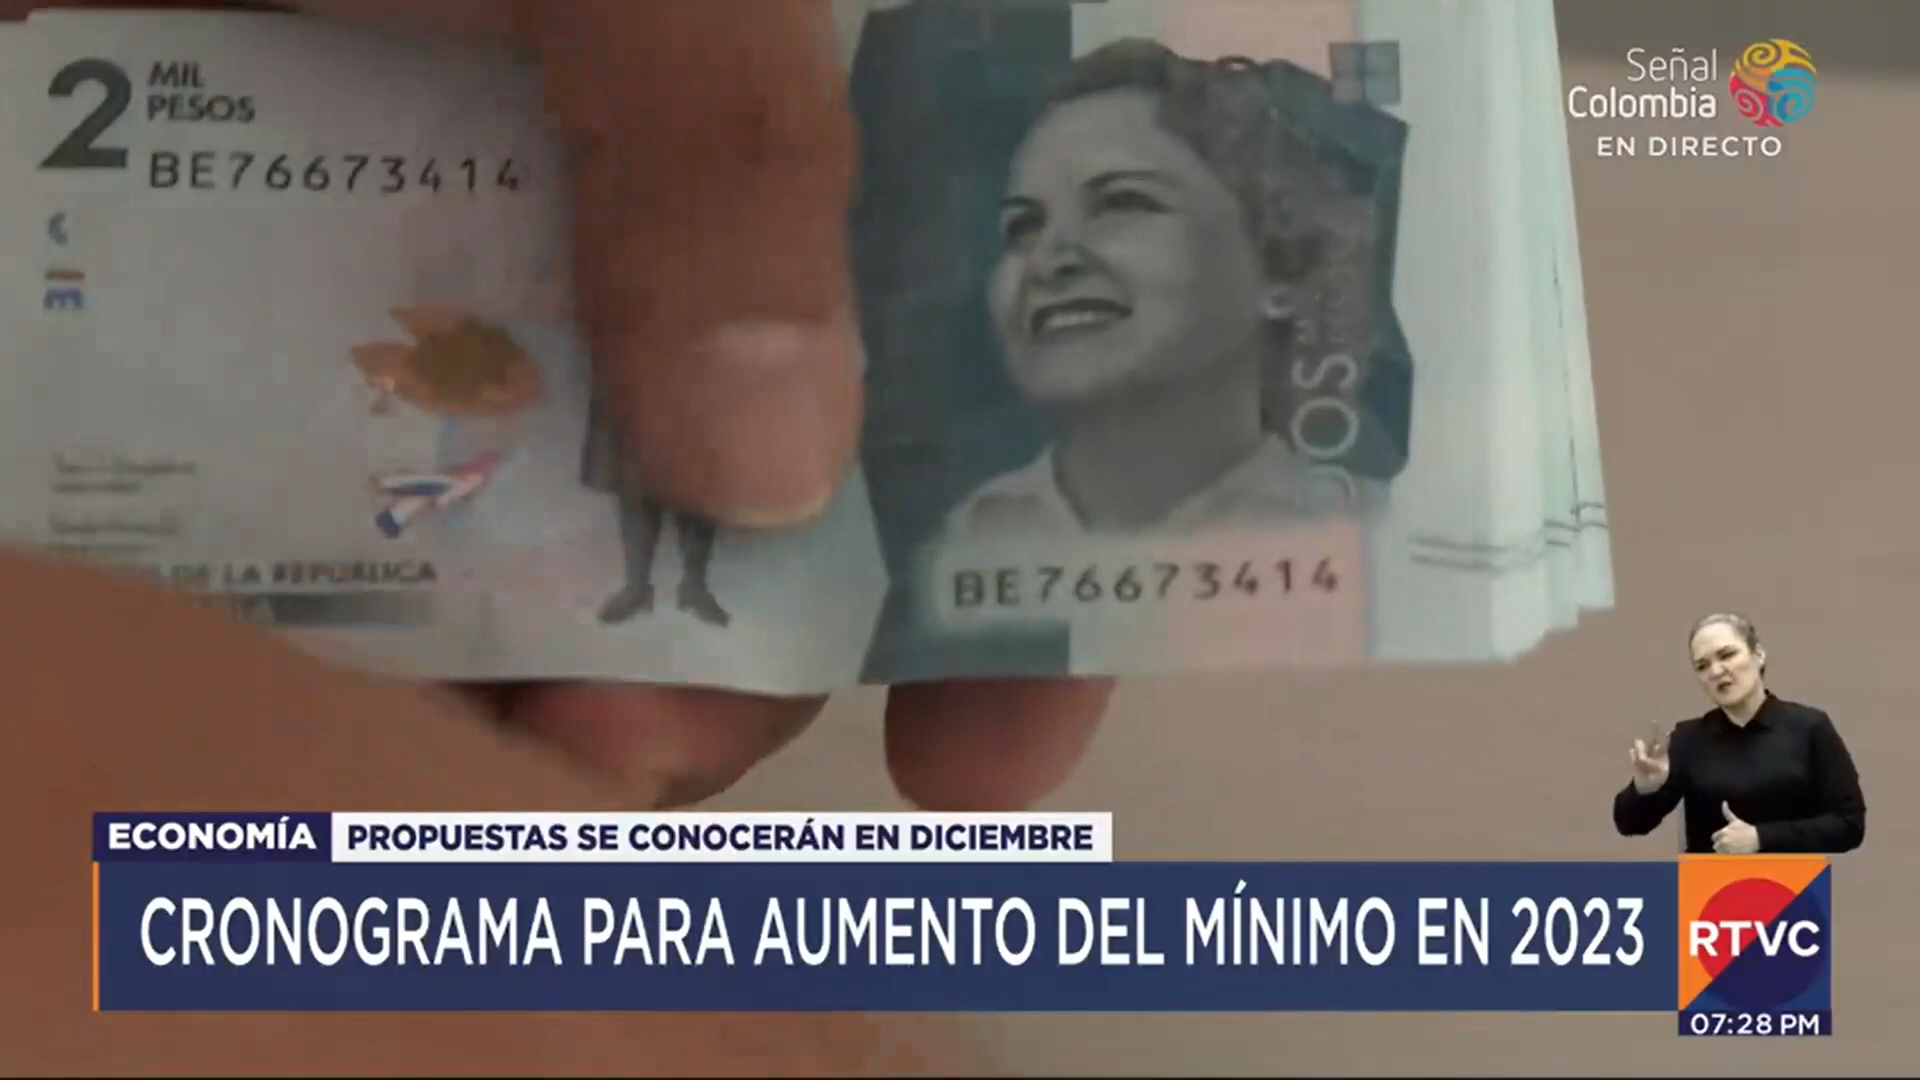 2 MIL
PESOS
BE76673414
DE LA REPÚBLICA
BE76673414
Señal
Colombia
EN DIRECTO
ECONOMÍA PROPUESTAS SE CONOCERÁN EN DICIEMBRE
CRONOGRAMA PARA AUMENTO DEL MÍNIMO EN 2023
RTVC
07:28 PM